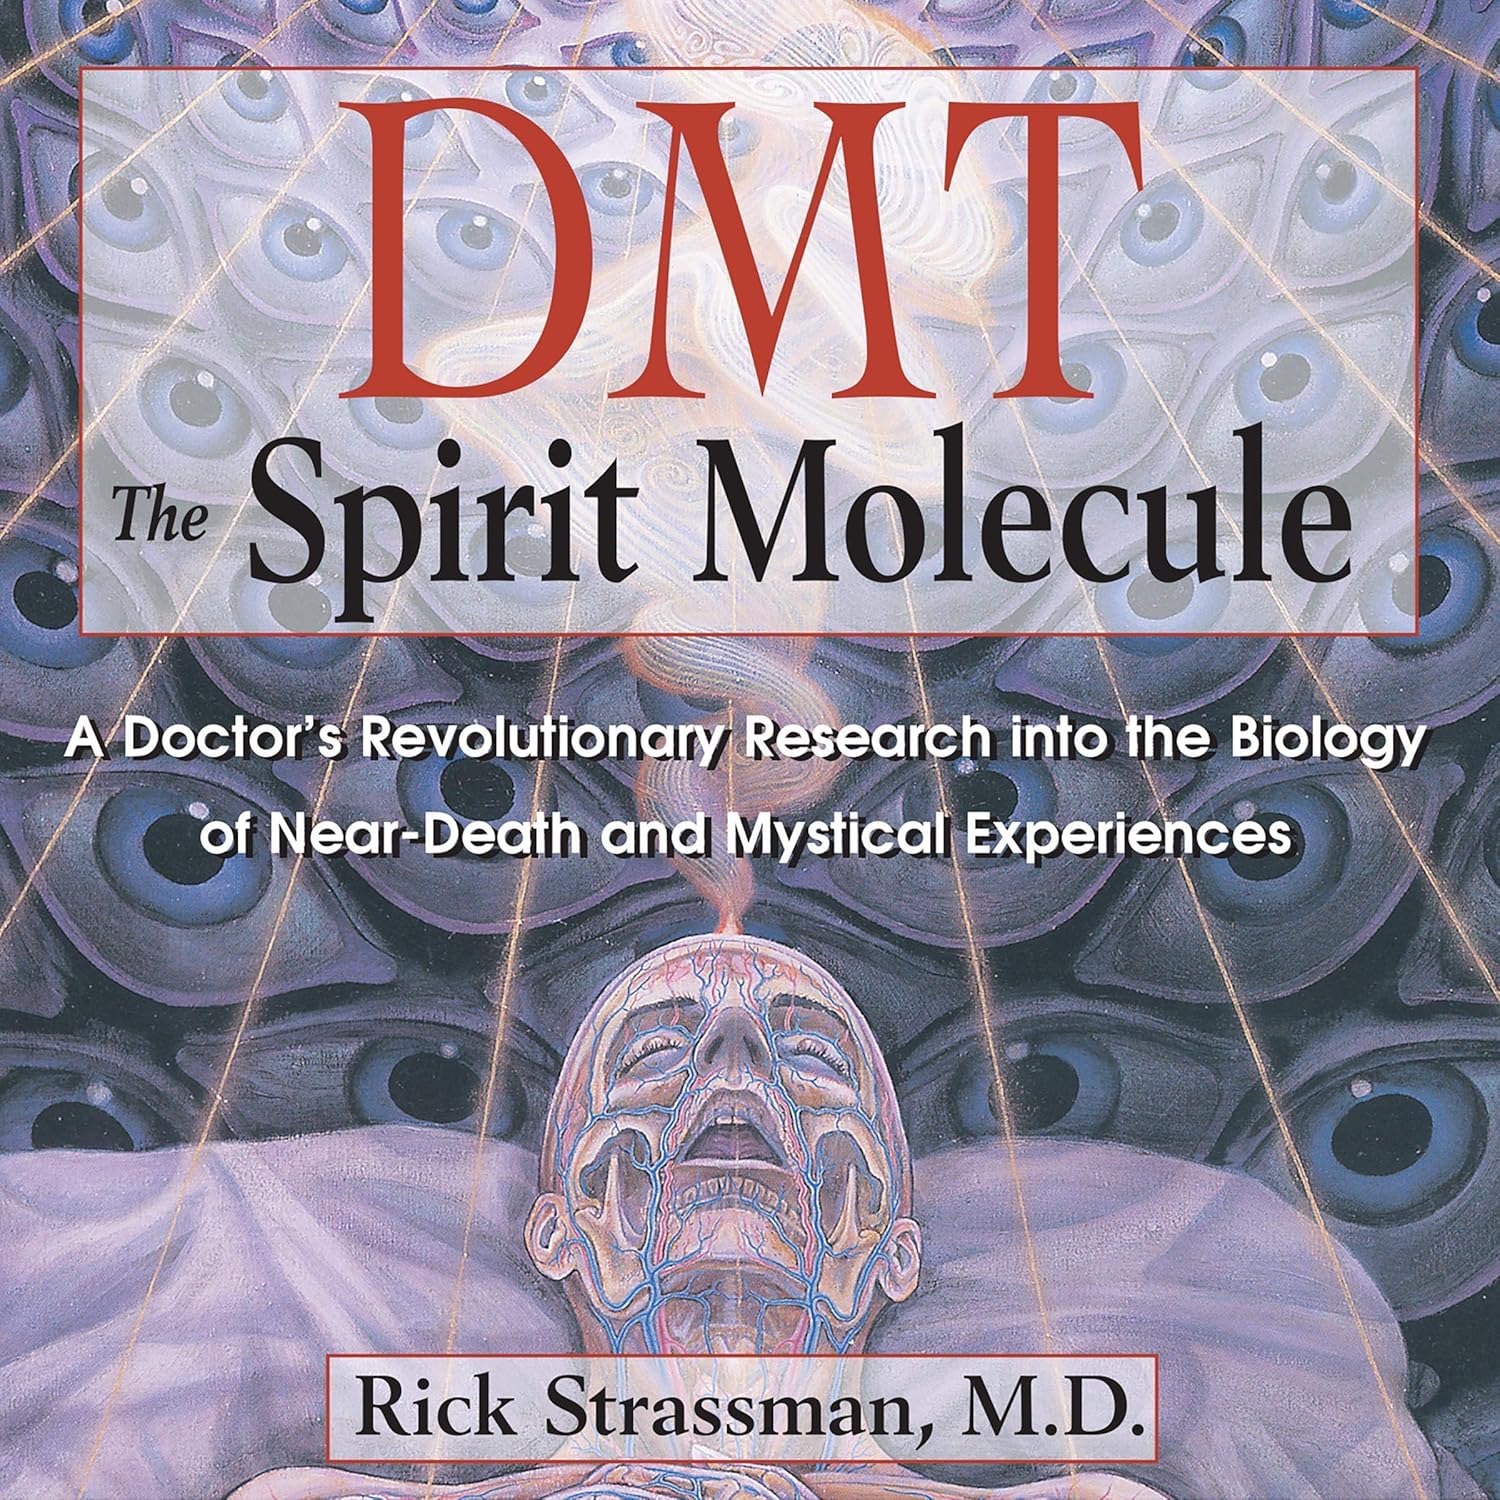 DMT
The Spirit Molecule
A Doctor's Revolutionary Research into the Biology
of Near-Death and Mystical Experiences
Rick Strassman, M.D.